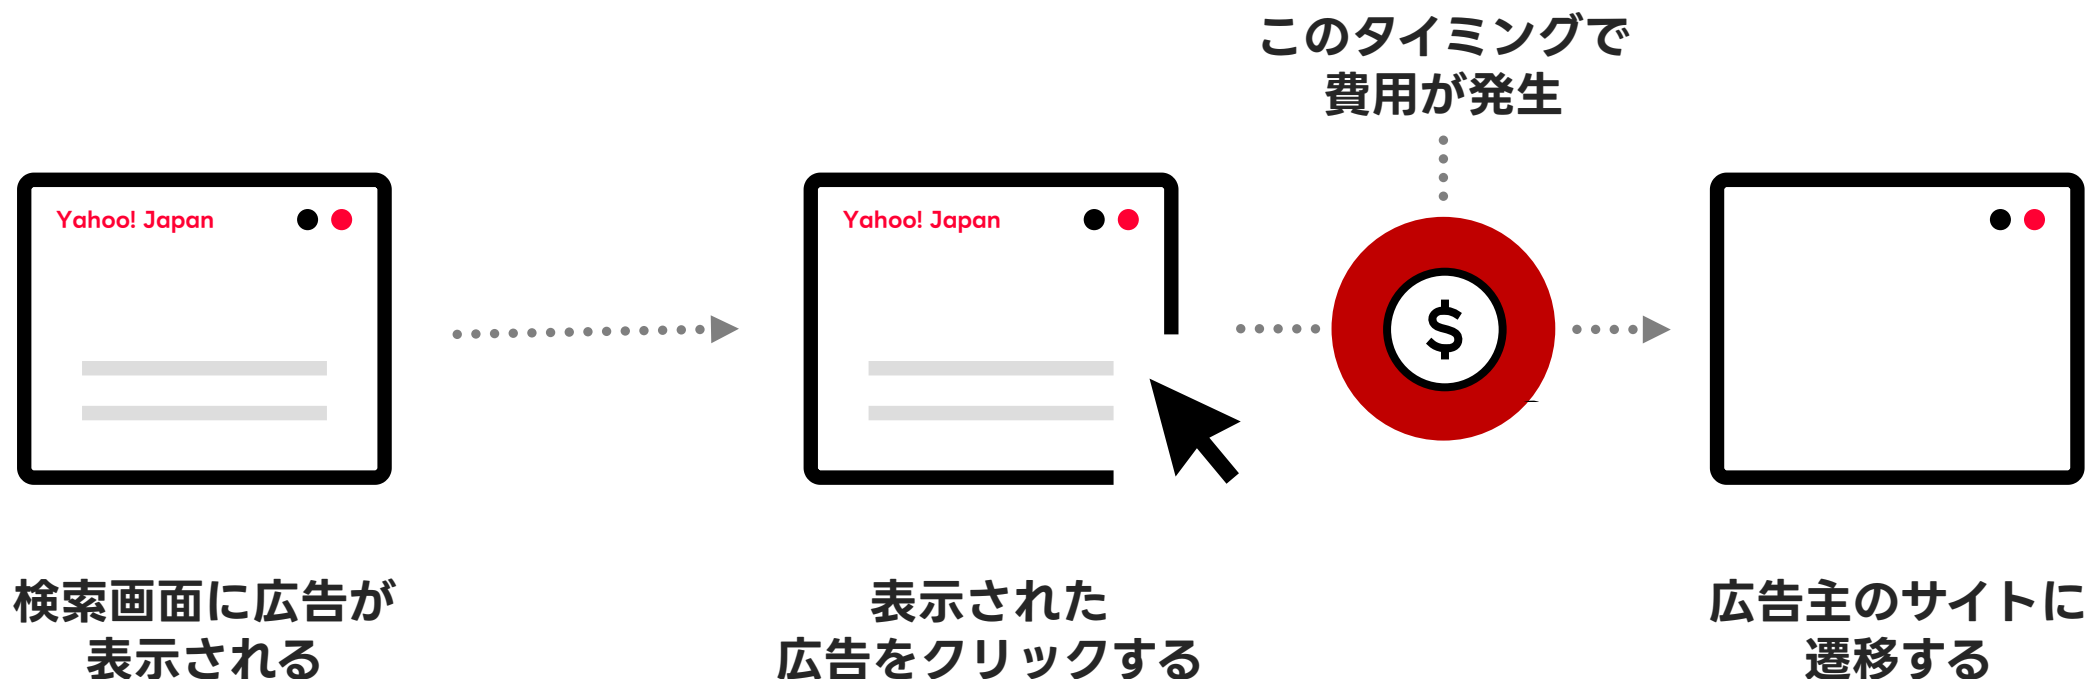 このタイミングで
費用が発生
Yahoo! Japan
Yahoo! Japan
$
検索画面に広告が
表示される
表示された
広告をクリックする
広告主のサイトに
遷移する